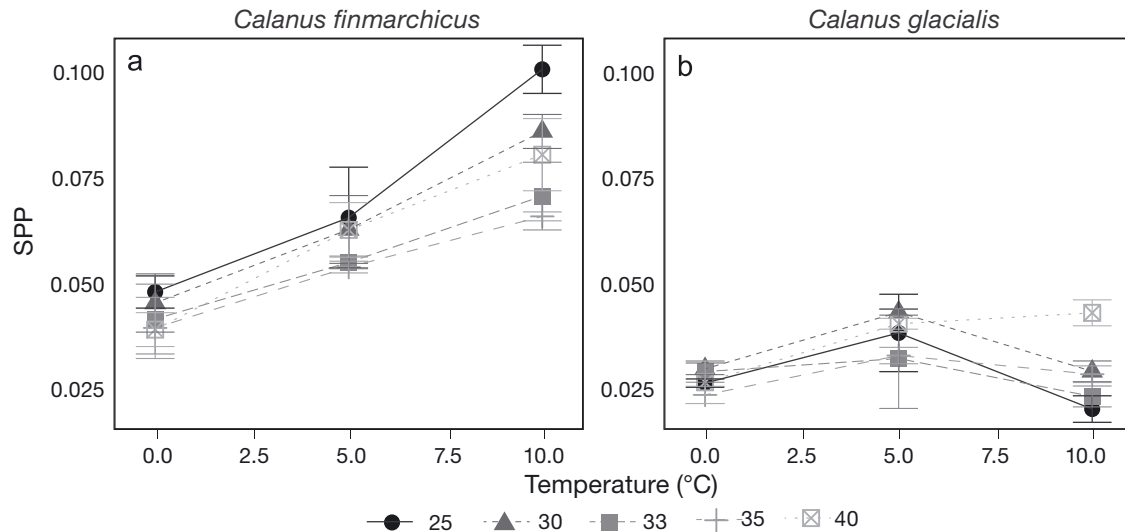 Calanus finmarchicus
Calanus glacialis
a
b
0.100
0.075
0.050
0.025
0.100
0.075
0.050
0.025
SPP
0.0 2.5 5.0 7.5 10.0
0.0 2.5 5.0 7.5 10.0
Temperature (°C)
25 30 33 35 40